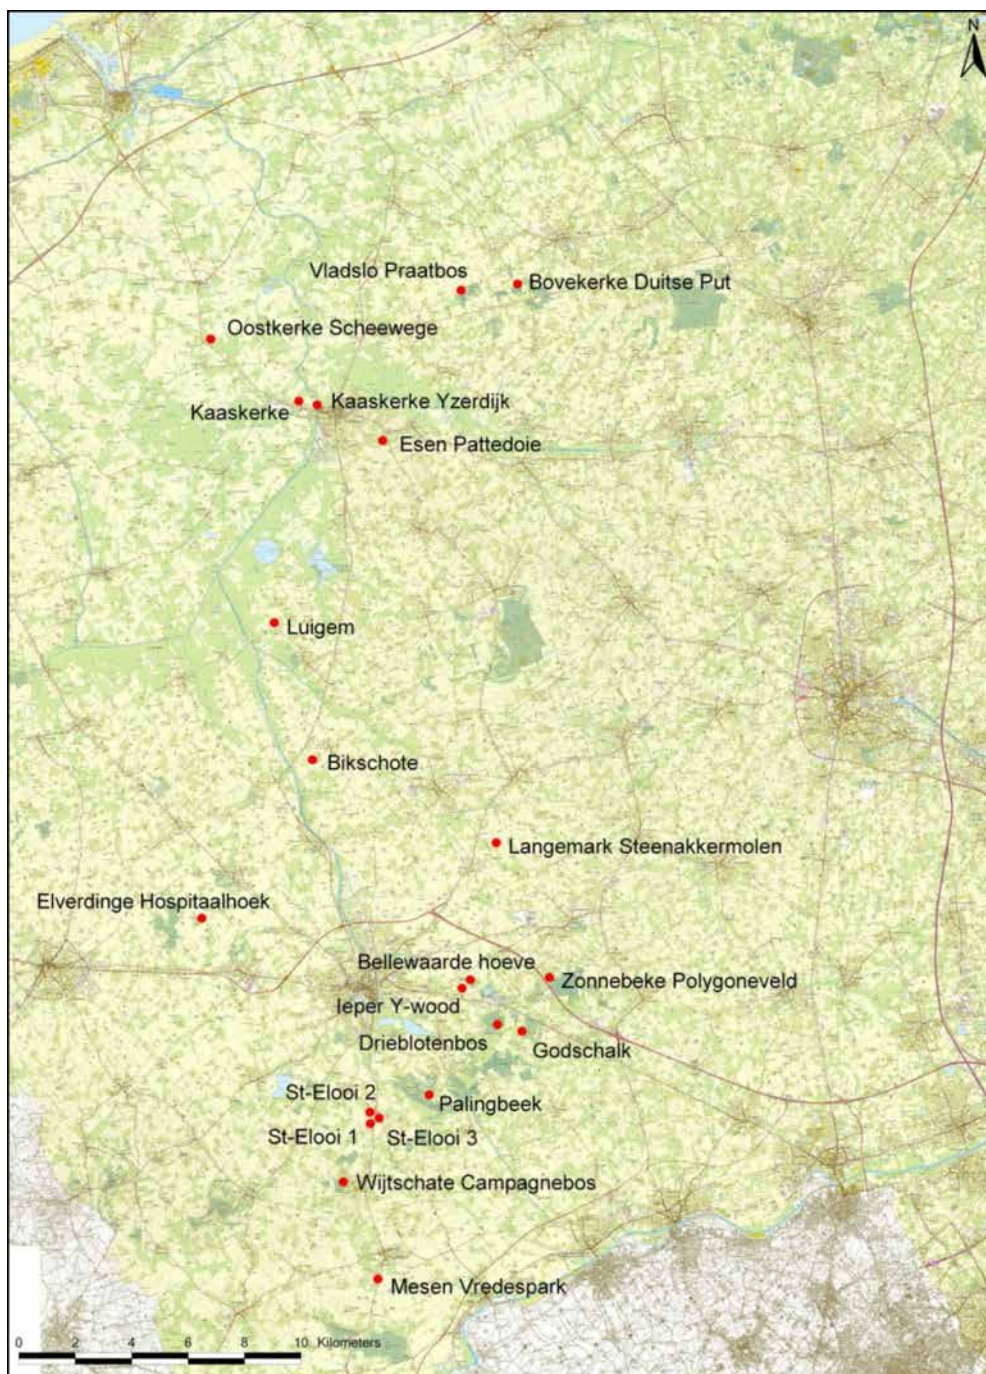 N
Vladslo Praatbos
Bovekerke Duitse Put
Oostkerke Scheewege
Kaaskerke
Kaaskerke Yzerdijk
Esen Pattedoie
Luigem
Bikschote
Langemark Steenakkermolen
Elverdinge Hospitaalhoek
Bellewaarde hoeve
Zonnebeke Polygoneveld
Ieper Y-wood
Drieblotenbos
Godschalk
St-Elooi 2
Palingbeek
St-Elooi 1
St-Elooi 3
Wijtschate Campagnebos
Mesen Vredespark
0 2 4 6 8 10 Kilometers